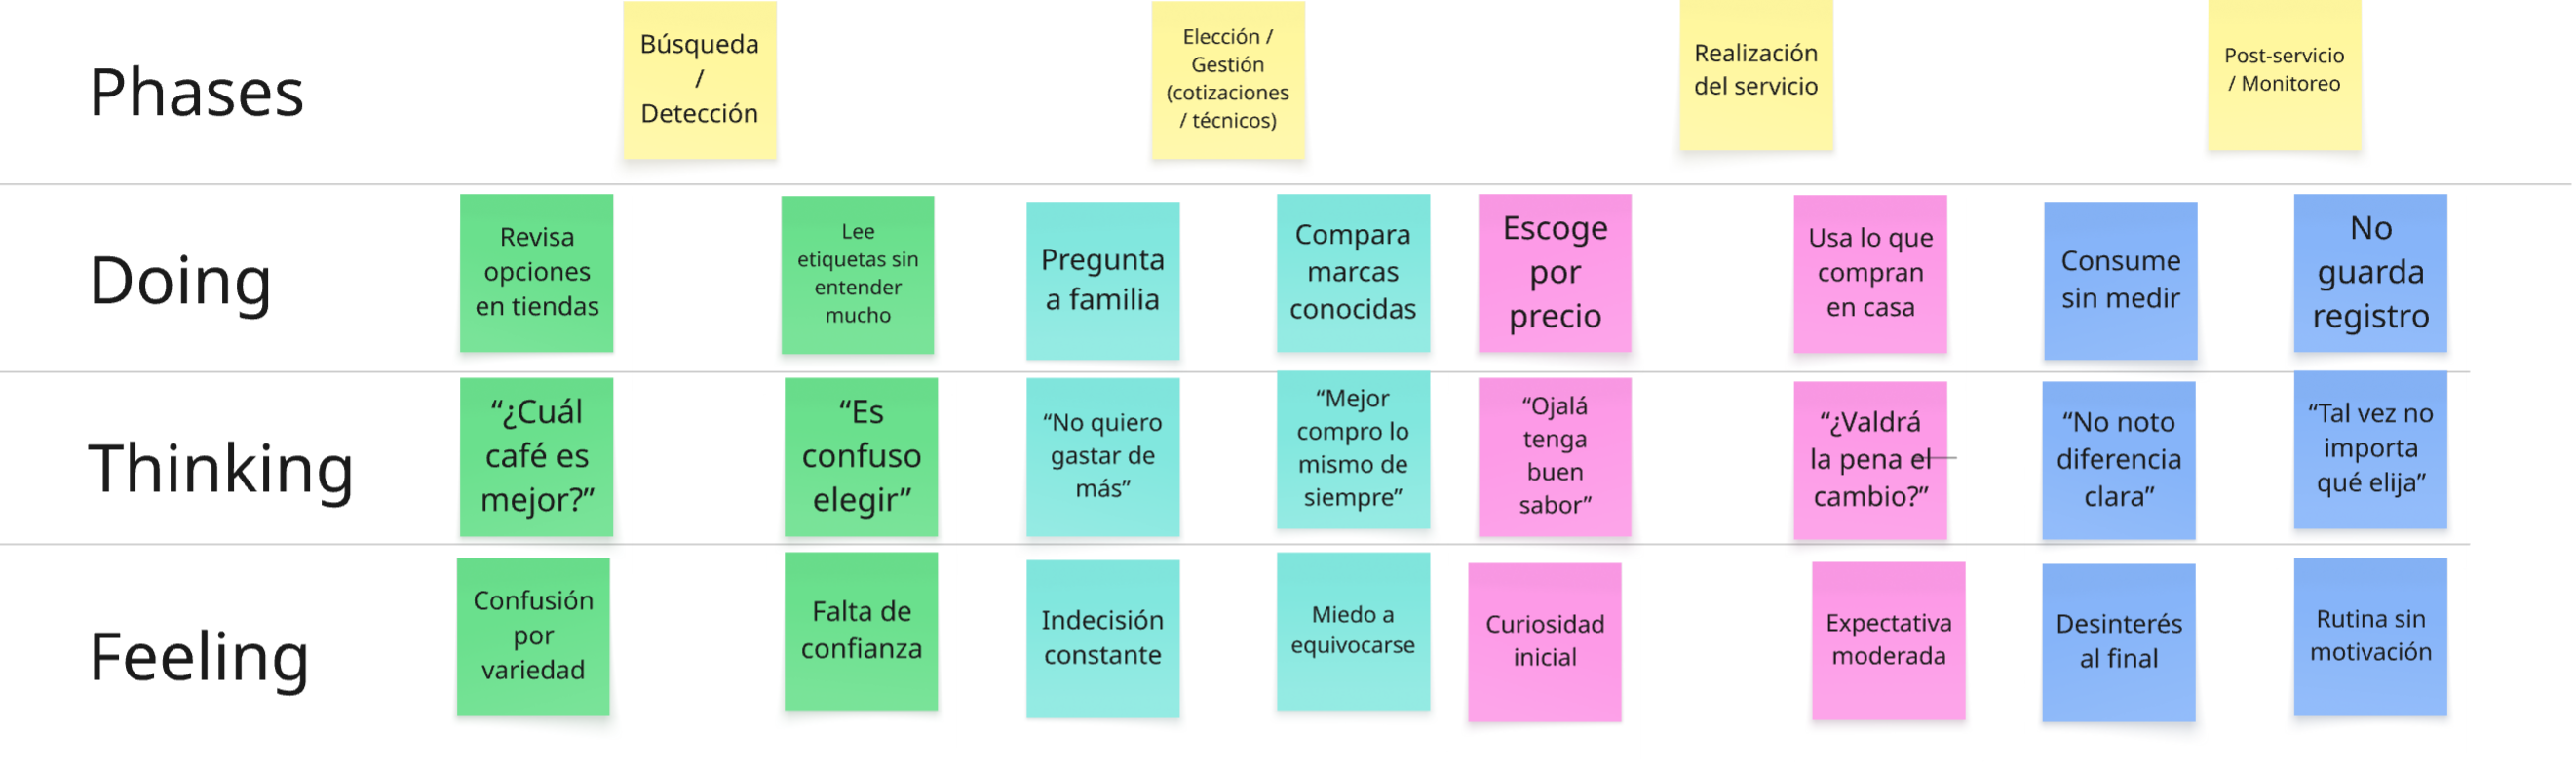 Phases
Búsqueda
/
Detección
Elección /
Gestión
(cotizaciones
/ técnicos)
Realización
del servicio
Post-servicio
/ Monitoreo
Doing
Revisa
opciones
en tiendas
Lee
etiquetas sin
entender
mucho
Pregunta
a familia
Compara
marcas
conocidas
Escoge
por
precio
Usa lo que
compran
en casa
Consume
sin medir
No
guarda
registro
Thinking
“¿Cuál
café es
mejor?”
“Es
confuso
elegir”
“No quiero
gastar de
más”
“Mejor
compro lo
mismo de
siempre”
“Ojalá
tenga
buen
sabor”
“¿Valdrá
la pena el
cambio?”
“No noto
diferencia
clara”
“Tal vez no
importa
qué elija”
Feeling
Confusión
por
variedad
Falta de
confianza
Indecisión
constante
Miedo a
equivocarse
Curiosidad
inicial
Expectativa
moderada
Desinterés
al final
Rutina sin
motivación